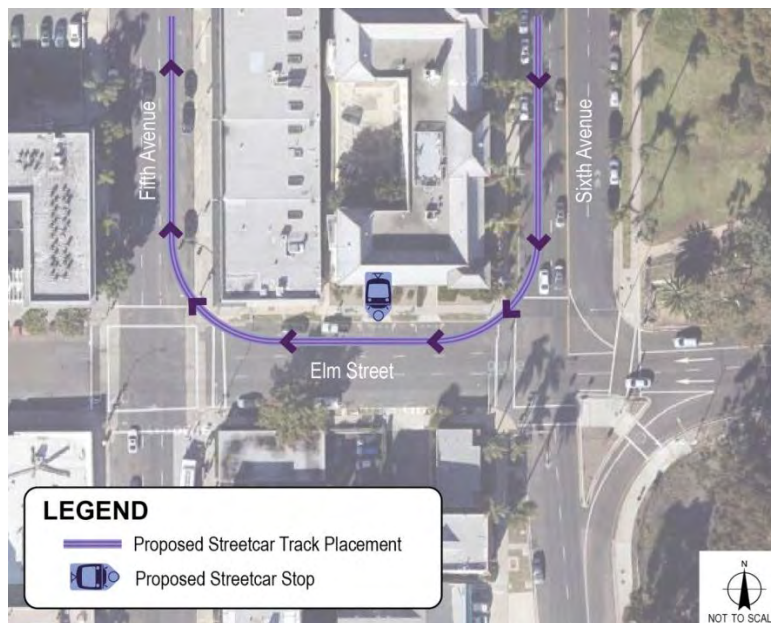 Fifth Avenue
Sixth Avenue
Elm Street
LEGEND
Proposed Streetcar Track Placement
Proposed Streetcar Stop
N
NOT TO SCAL